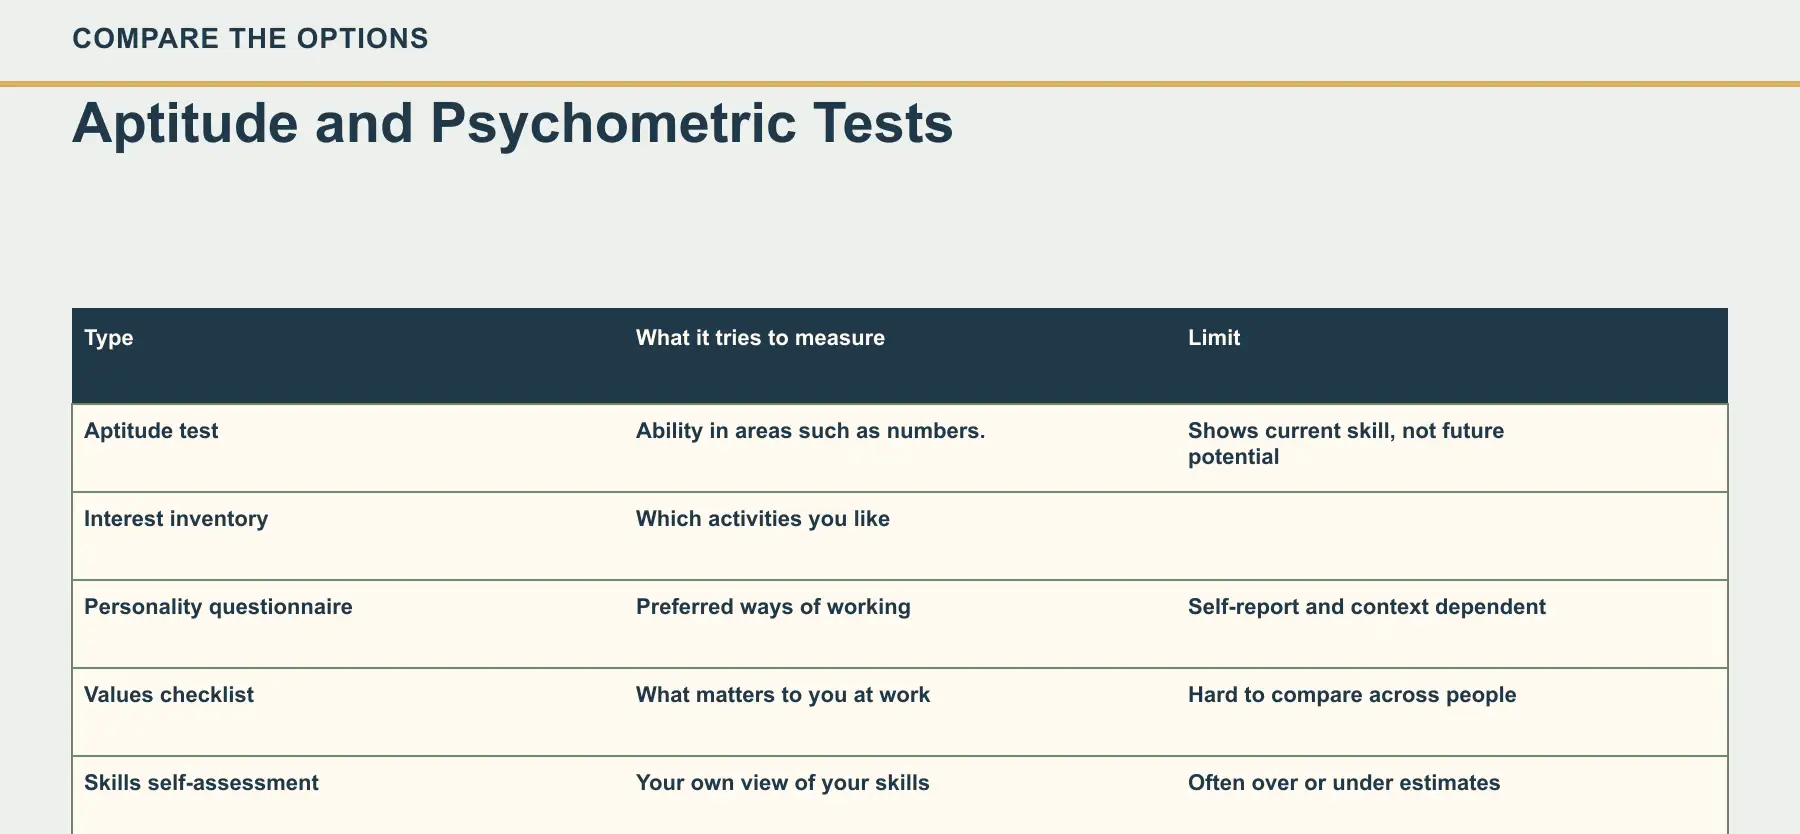 COMPARE THE OPTIONS
Aptitude and Psychometric Tests
Type
What it tries to measure
Limit
Aptitude test
Ability in areas such as numbers.
Shows current skill, not future
potential
Interest inventory
Which activities you like
Personality questionnaire
Preferred ways of working
Self-report and context dependent
Values checklist
What matters to you at work
Hard to compare across people
Skills self-assessment
Your own view of your skills
Often over or under estimates